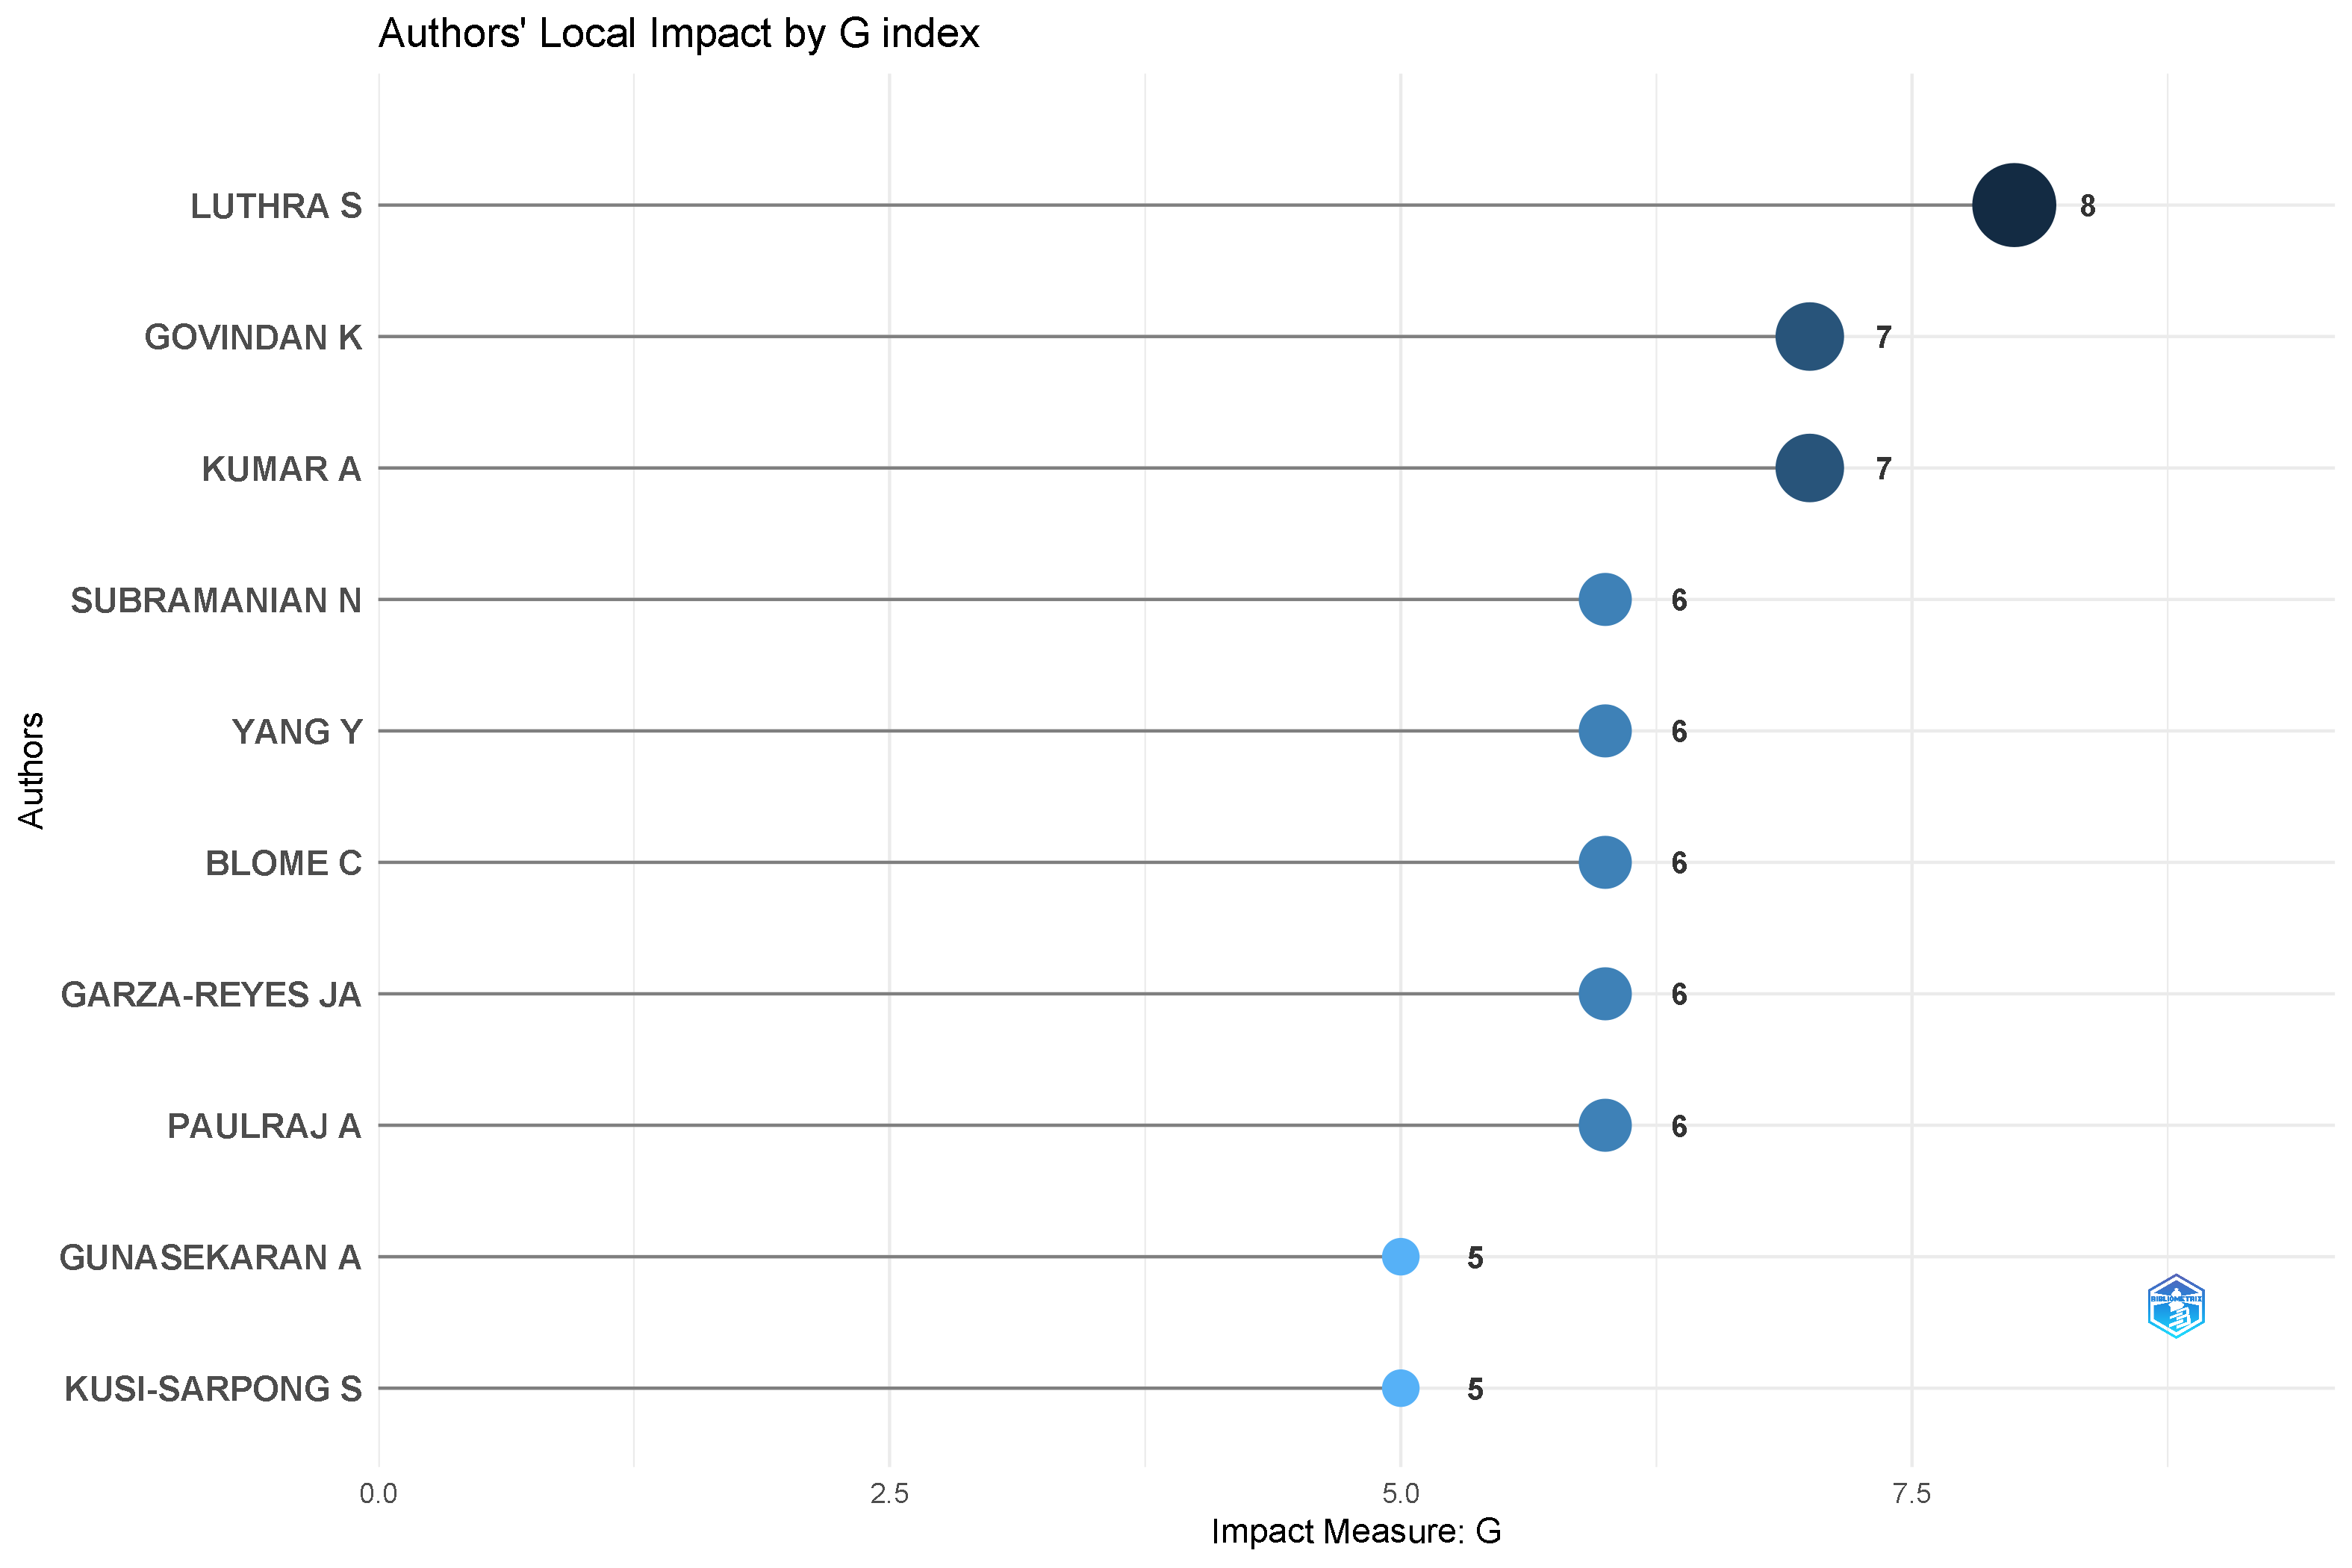 Authors' Local Impact by G index
LUTHRA S 8
GOVINDAN K 7
KUMAR A 7
SUBRAMANIAN N 6
YANG Y 6
BLOME C 6
GARZA-REYES JA 6
PAULRAJ A 6
GUNASEKARAN A 5
KUSI-SARPONG S 5
Authors
BIBLIOMETRIX
0.0 2.5 5.0 7.5
Impact Measure: G